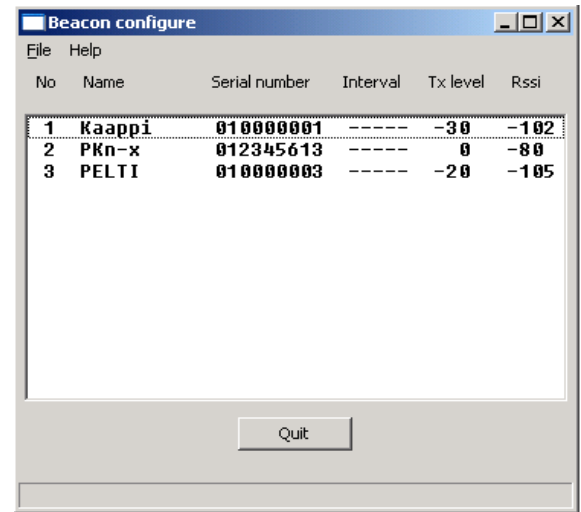 Beacon configure
File Help
No Name Serial number Interval Tx level Rssi
1 Kaappi 010000001 ----- -30 -102
2 PKn-x 012345613 ----- 0 -80
3 PELTI 010000003 ----- -20 -105
Quit